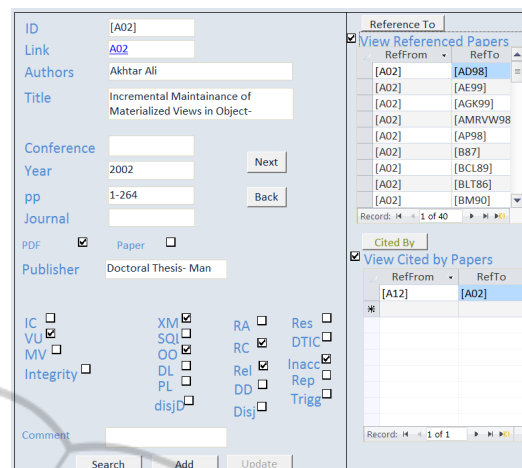 ID [A02]
Link A02
Authors Akhtar Ali
Title Incremental Maintainance of
Materialized Views in Object-
Conference
Year 2002
Next
pp 1-264
Back
Journal
PDF Paper
Publisher Doctoral Thesis- Man
IC XM RA Res
VU SQL RC DTIC
MV OO Rel Inacc
Integrity DL DD Rep
PL Disj Trigg
disjD
Comment
Search Add Update
Reference To
View Referenced Papers
RefFrom RefTo
[A02] [AD98]
[A02] [AE99]
[A02] [AGK99]
[A02] [AMRVW98
[A02] [AP98]
[A02] [B87]
[A02] [BCL89]
[A02] [BLT86]
[A02] [BM90]
Record: 1 of 40
Cited By
View Cited by Papers
RefFrom RefTo
[A12] [A02]
Record: 1 of 1